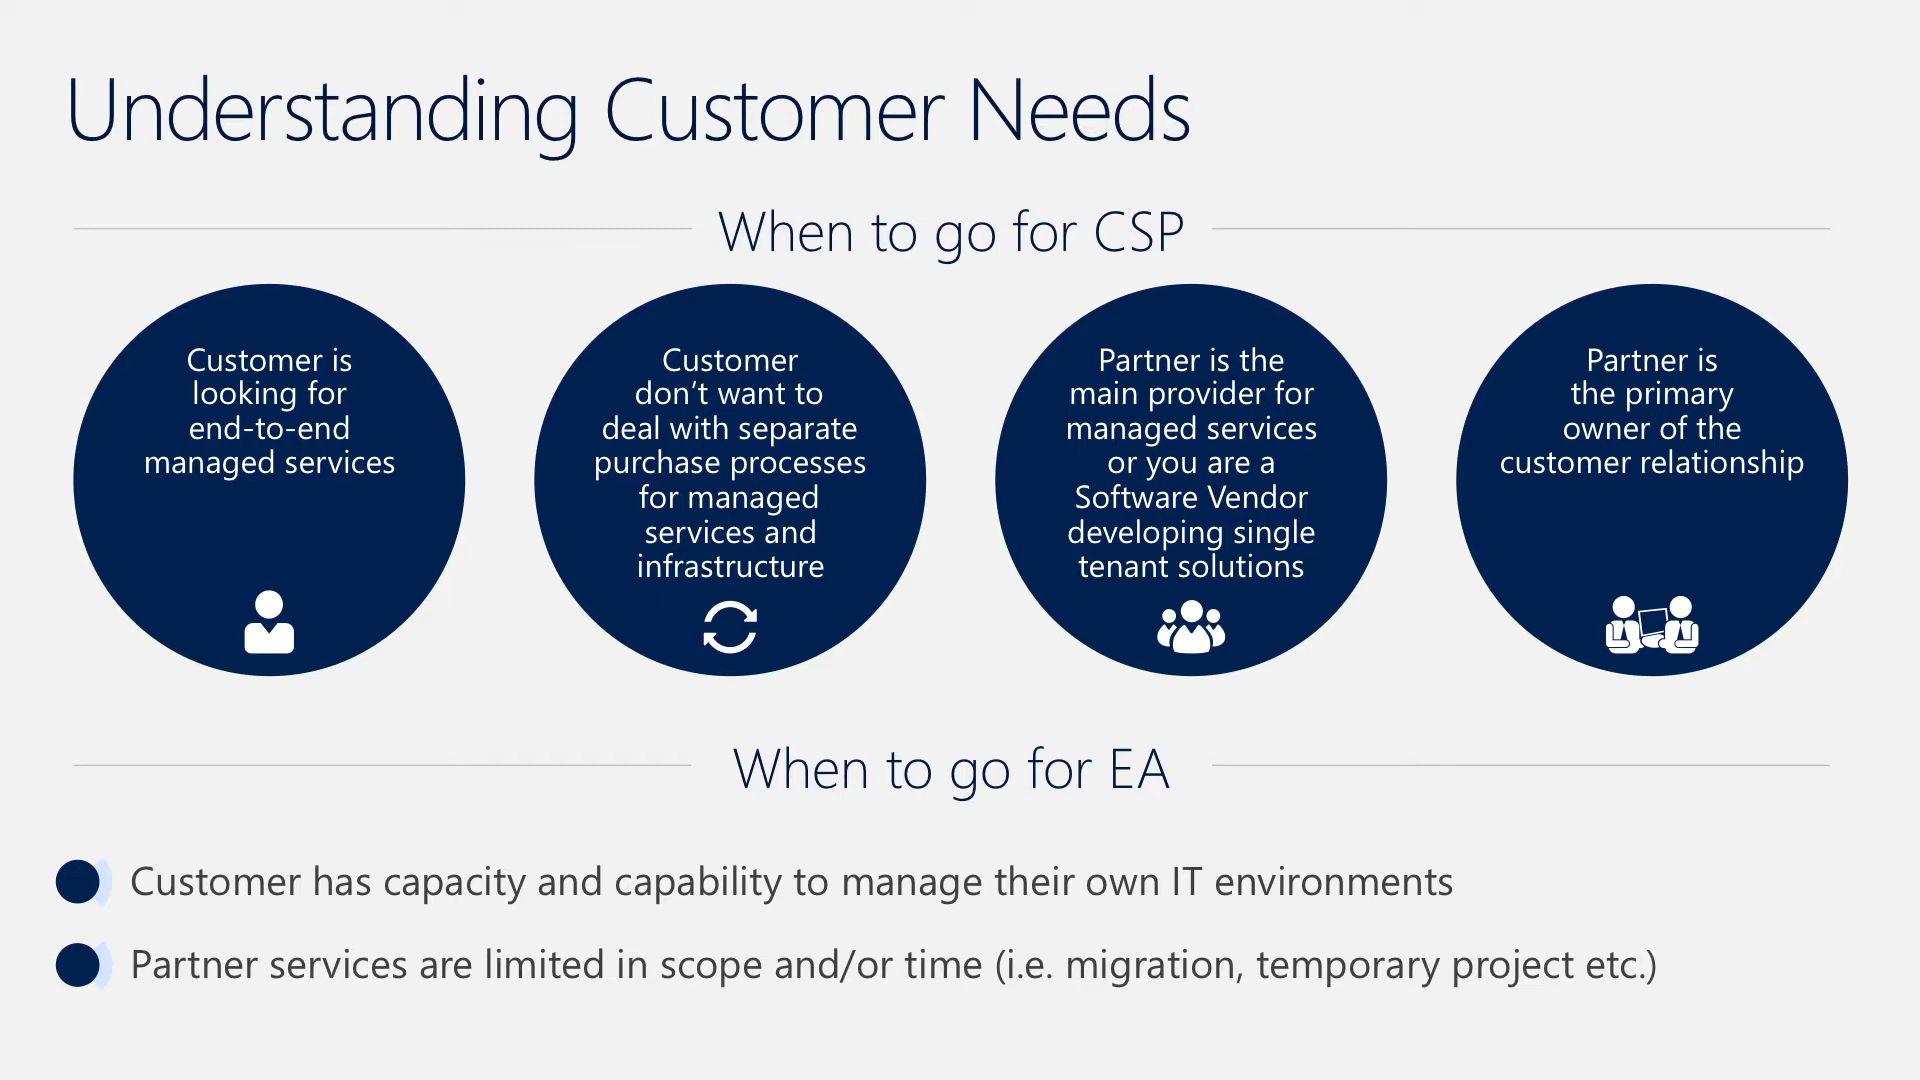 Understanding Customer Needs
When to go for CSP
Customer is
looking for
end-to-end
managed services
Customer
don’t want to
deal with separate
purchase processes
for managed
services and
infrastructure
Partner is the
main provider for
managed services
or you are a
Software Vendor
developing single
tenant solutions
Partner is
the primary
owner of the
customer relationship
When to go for EA
Customer has capacity and capability to manage their own IT environments
Partner services are limited in scope and/or time (i.e. migration, temporary project etc.)